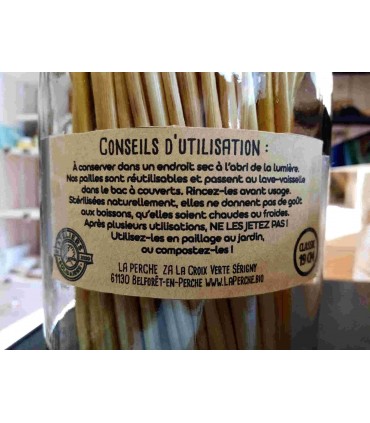 CONSEILS D'UTILISATION :
À conserver dans un endroit sec à l'abri de la lumière.
Nos pailles sont réutilisables et passent au lave-vaisselle
dans le bac à couverts. Rincez-les avant usage.
Stérilisées naturellement, elles ne donnent pas de goût
aux boissons, qu'elles soient chaudes ou froides.
Après plusieurs utilisations, NE LES JETEZ PAS !
Utilisez-les en paillage au jardin,
ou compostez-les !
LA PERCHE ZA LA CROIX VERTE SÉRIGNY
61130 BELFORÊT-EN-PERCHE WWW.LAPERCHE.BIO
CLASSIC
19 CM